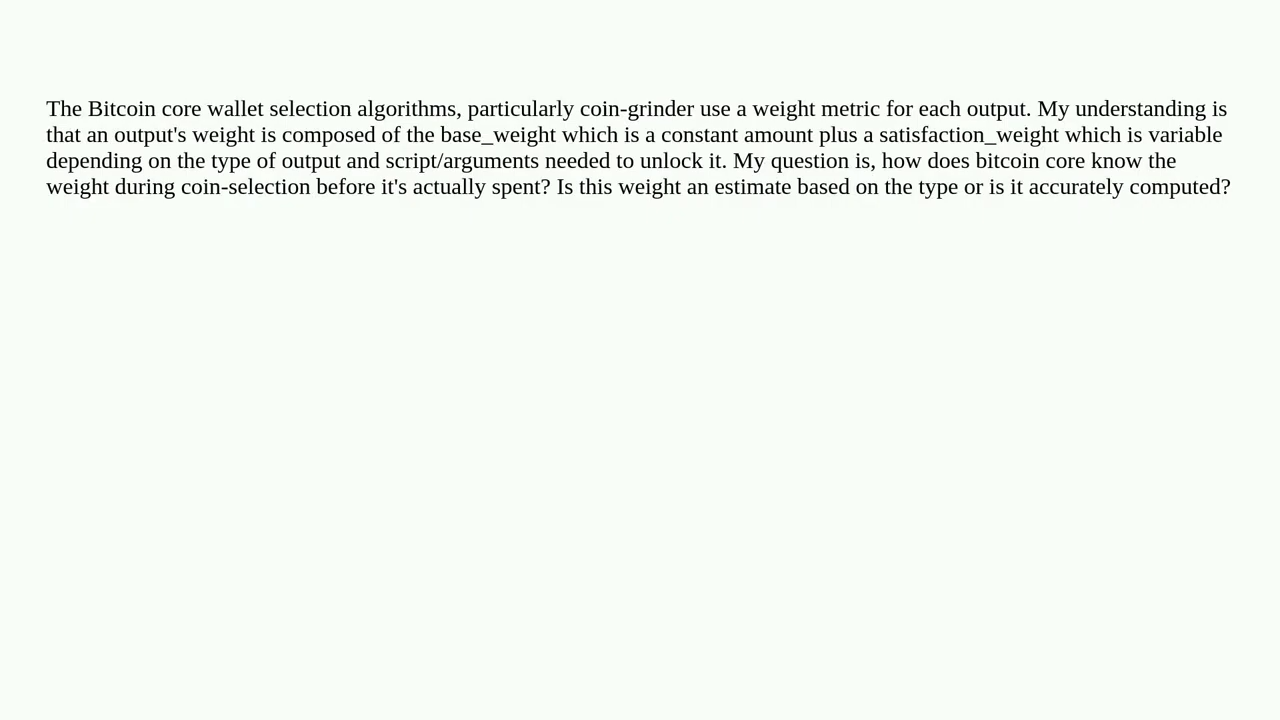 The Bitcoin core wallet selection algorithms, particularly coin-grinder use a weight metric for each output. My understanding is
that an output's weight is composed of the base_weight which is a constant amount plus a satisfaction_weight which is variable
depending on the type of output and script/arguments needed to unlock it. My question is, how does bitcoin core know the
weight during coin-selection before it's actually spent? Is this weight an estimate based on the type or is it accurately computed?